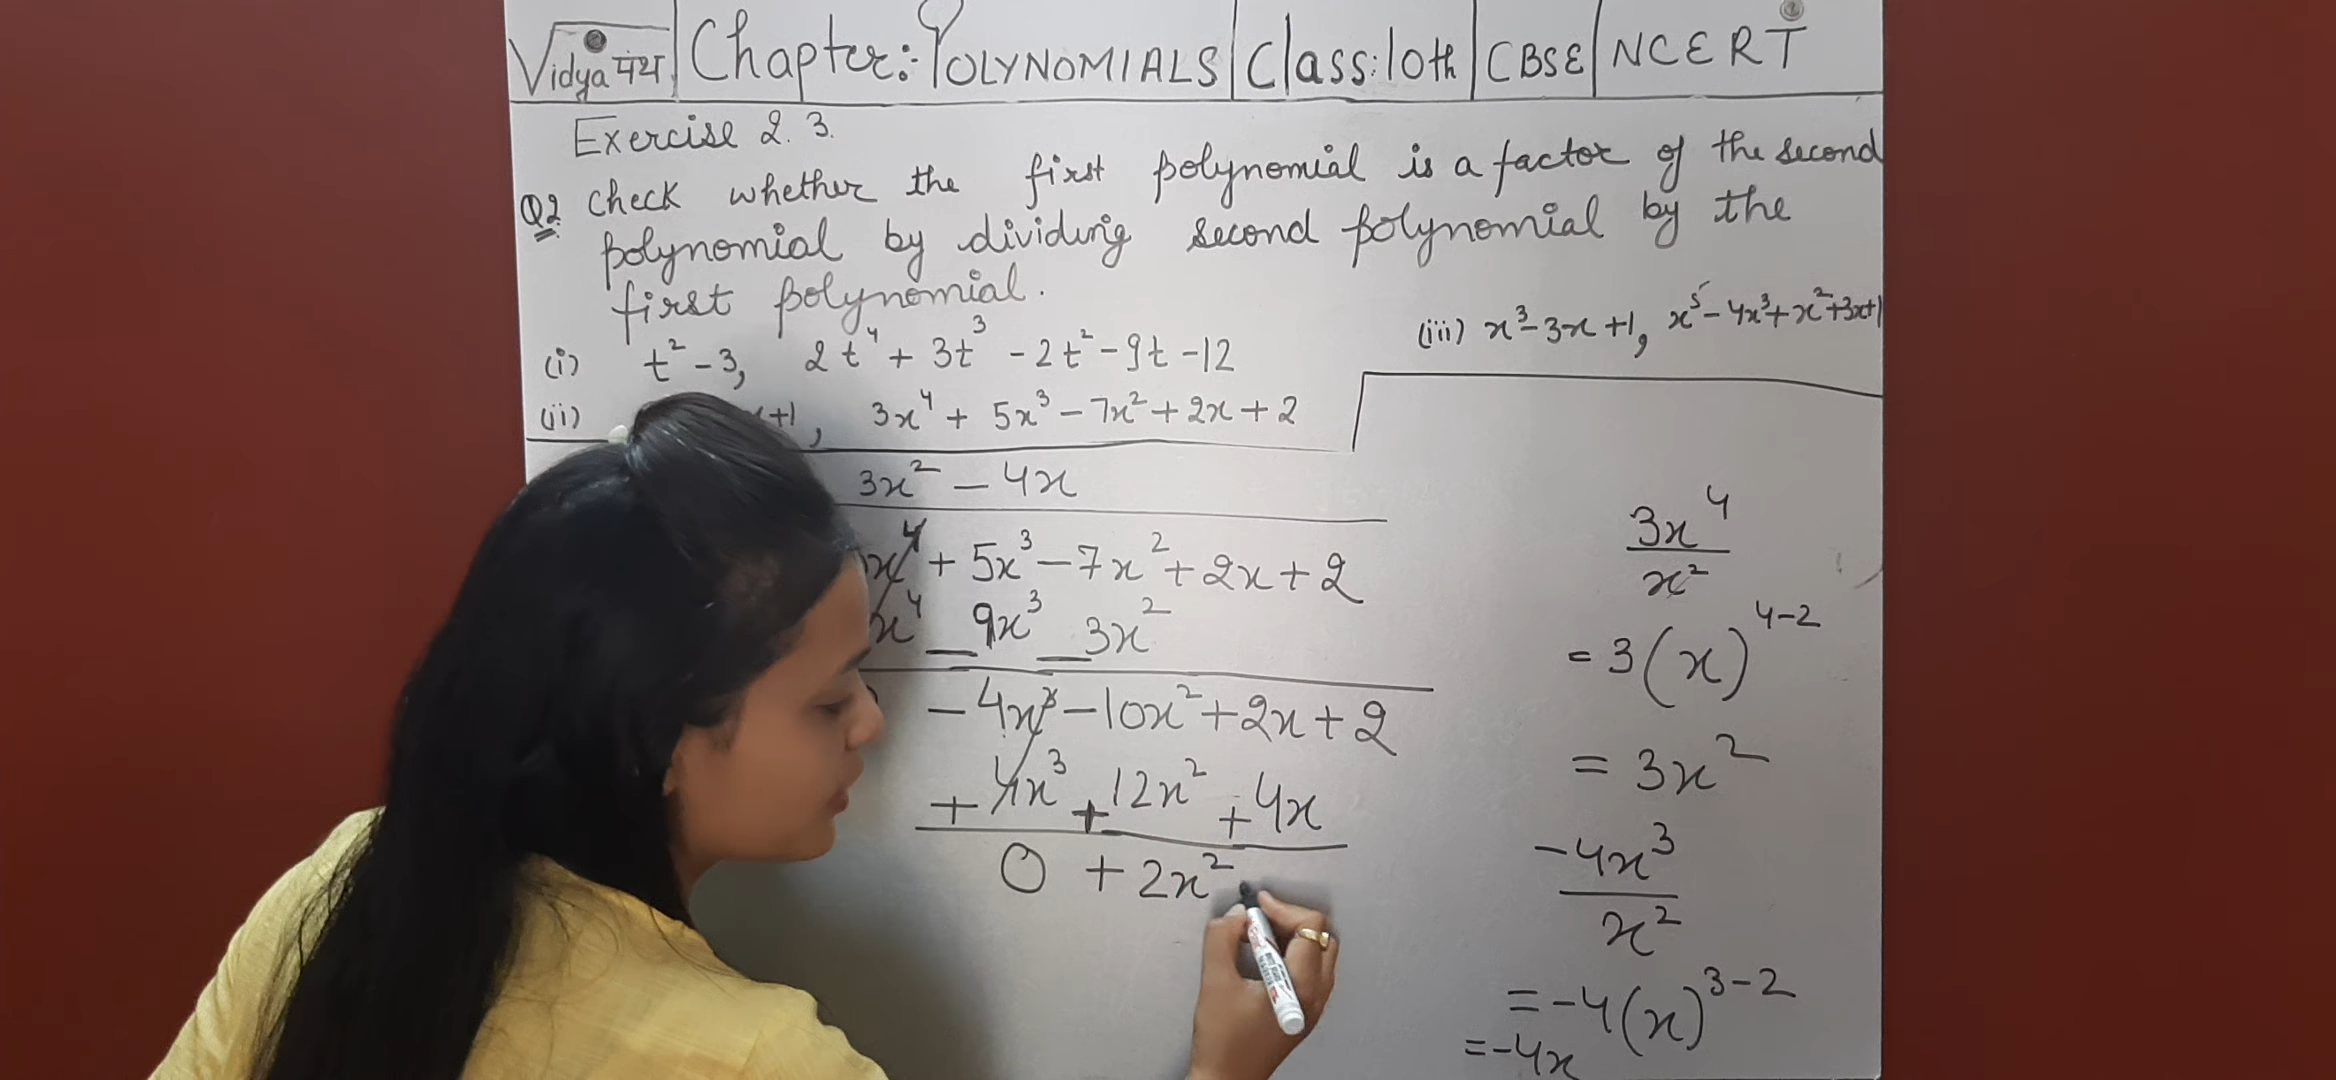 Vidya पथ | Chapter:- POLYNOMIALS | Class: 10th | CBSE | NCERT
Exercise 2.3.
Q2 Check whether the first polynomial is a factor of the second
polynomial by dividing second polynomial by the
first polynomial.
(i) t² - 3, 2t⁴ + 3t³ - 2t² - 9t - 12
(iii) x³ - 3x + 1, x⁵ - 4x³ + x² + 3x + 1
(ii) x + 1, 3x⁴ + 5x³ - 7x² + 2x + 2
3x² - 4x
x⁴ + 5x³ - 7x² + 2x + 2
x⁴ _ 9x³ _ 3x²
- 4x³ - 10x² + 2x + 2
+ 4x³ + 12x² + 4x
0 + 2x²
3x⁴
x²
= 3(x)⁴⁻²
= 3x²
-4x³
x²
= -4(x)³⁻²
= -4x